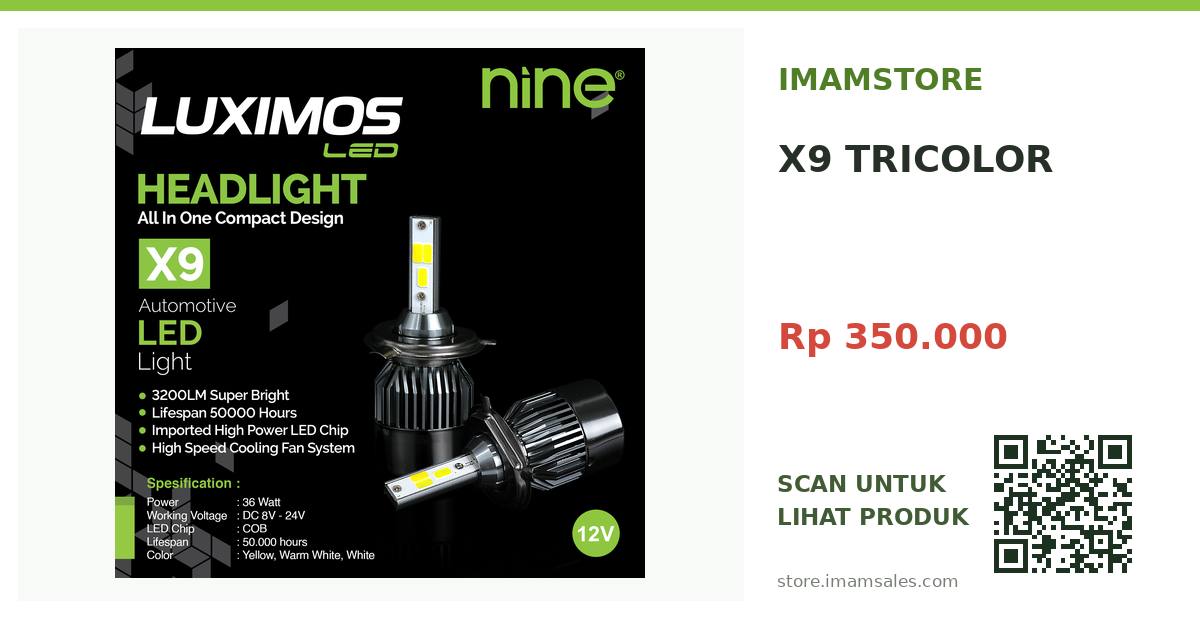 nine®
LUXIMOS
LED
HEADLIGHT
All In One Compact Design
X9
Automotive
LED
Light
3200LM Super Bright
Lifespan 50000 Hours
Imported High Power LED Chip
High Speed Cooling Fan System
Spesification :
Power : 36 Watt
Working Voltage : DC 8V - 24V
LED Chip : COB
Lifespan : 50.000 hours
Color : Yellow, Warm White, White
12V
IMAMSTORE
X9 TRICOLOR
Rp 350.000
SCAN UNTUK
LIHAT PRODUK
store.imamsales.com